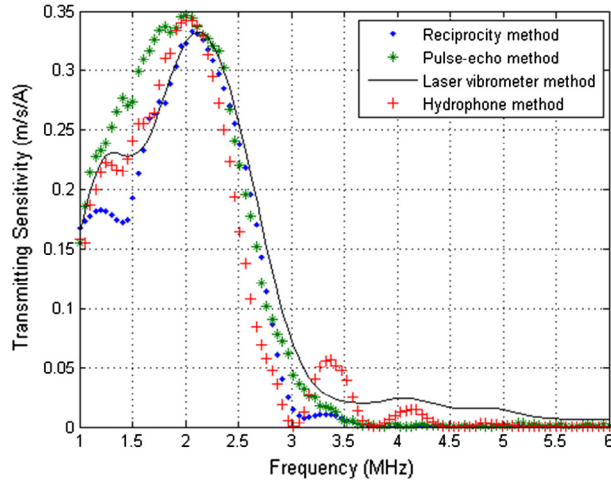 Reciprocity method
Pulse-echo method
Laser vibrometer method
Hydrophone method
Transmitting Sensitivity (m/s/A)
0.35
0.3
0.25
0.2
0.15
0.1
0.05
0
1 1.5 2 2.5 3 3.5 4 4.5 5 5.5 6
Frequency (MHz)